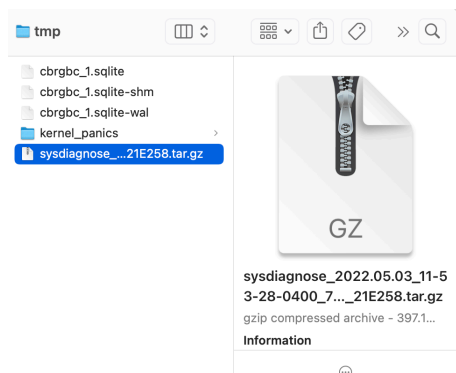 tmp
cbrgbc_1.sqlite
cbrgbc_1.sqlite-shm
cbrgbc_1.sqlite-wal
kernel_panics
sysdiagnose_...21E258.tar.gz
GZ
sysdiagnose_2022.05.03_11-5
3-28-0400_7..._21E258.tar.gz
gzip compressed archive - 397.1...
Information